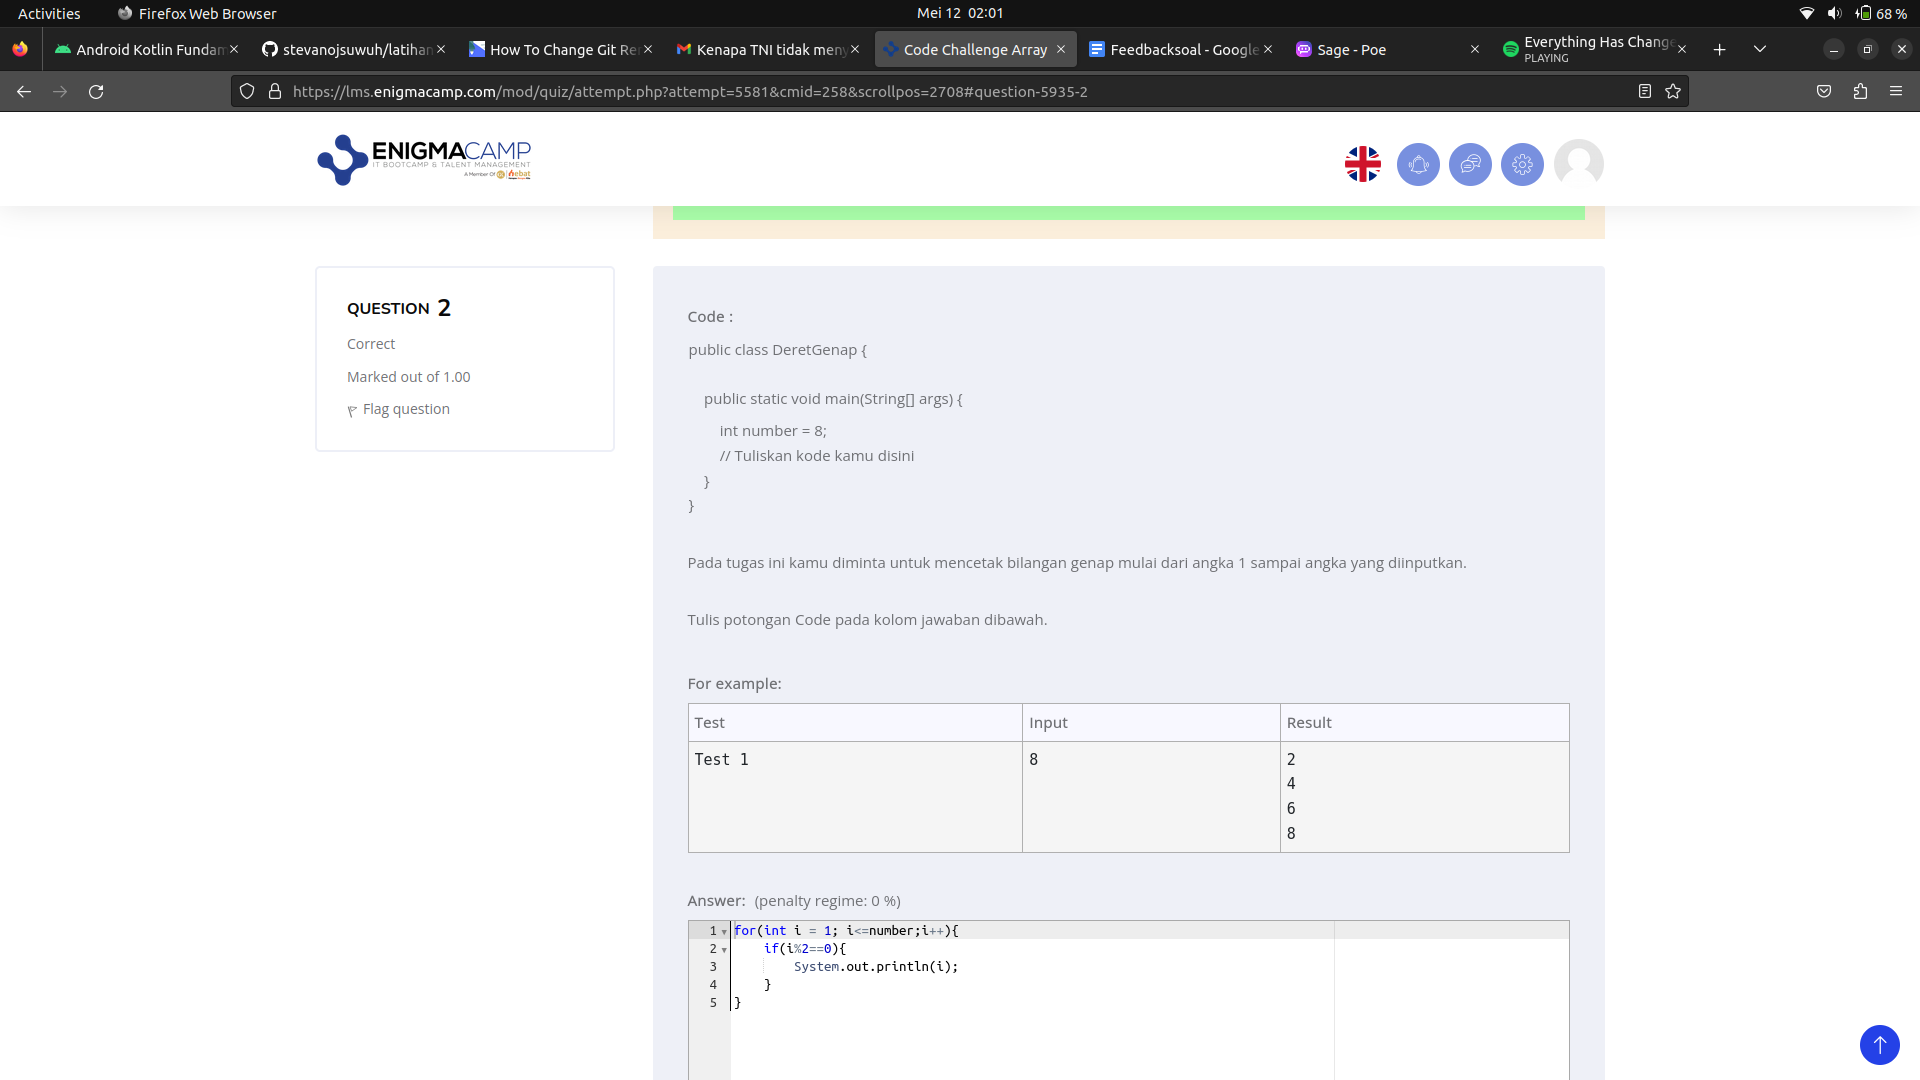 Activities
Firefox Web Browser
Mei 12 02:01
68 %
Android Kotlin Fundam
stevanojsuwuh/latihan
How To Change Git Re
Kenapa TNI tidak meny
Code Challenge Array
Feedbacksoal - Google
Sage - Poe
Everything Has Change
PLAYING
https://lms.enigmacamp.com/mod/quiz/attempt.php?attempt=5581&cmid=258&scrollpos=2708#question-5935-2
ENIGMACAMP
IT BOOTCAMP & TALENT MANAGEMENT
A Member Of
QUESTION 2
Correct
Marked out of 1.00
Flag question
Code :
public class DeretGenap {
public static void main(String[] args) {
int number = 8;
// Tuliskan kode kamu disini
}
}
Pada tugas ini kamu diminta untuk mencetak bilangan genap mulai dari angka 1 sampai angka yang diinputkan.
Tulis potongan Code pada kolom jawaban dibawah.
For example:
Test Input Result
Test 1 8 2
4
6
8
Answer: (penalty regime: 0 %)
1 for(int i = 1; i<=number;i++){
2 if(i%2==0){
3 System.out.println(i);
4 }
5 }